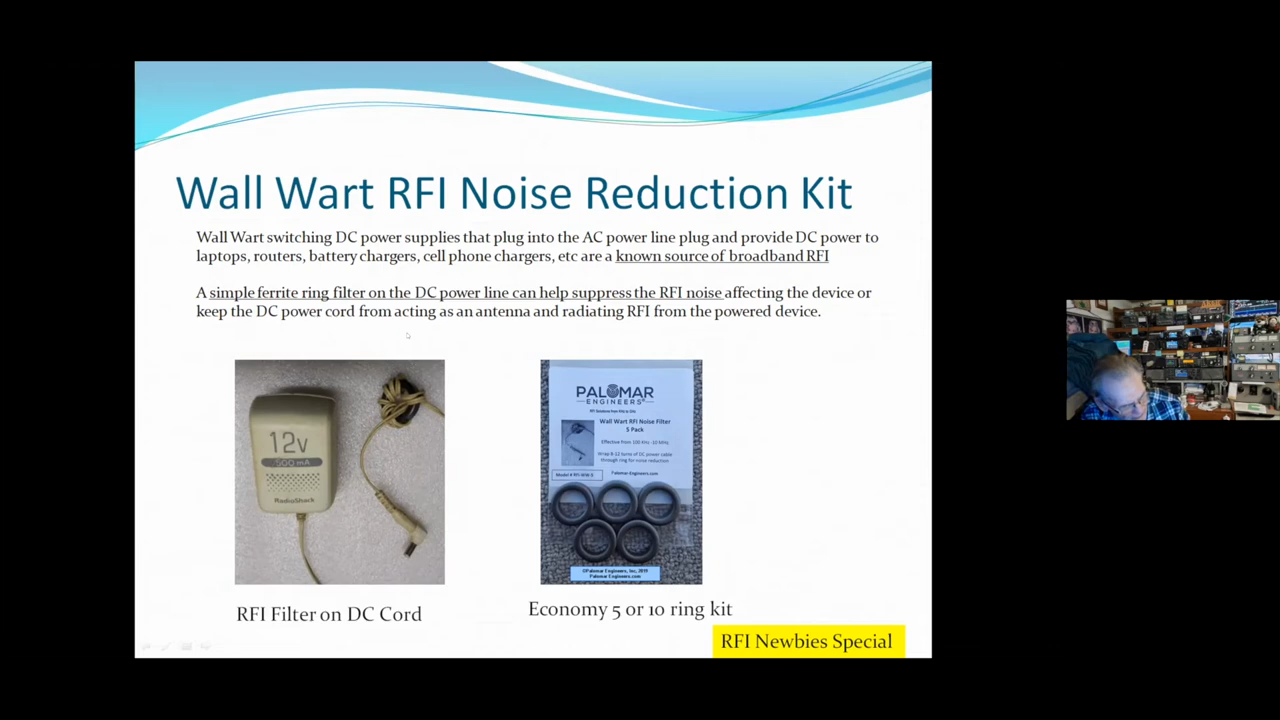 Wall Wart RFI Noise Reduction Kit
Wall Wart switching DC power supplies that plug into the AC power line plug and provide DC power to
laptops, routers, battery chargers, cell phone chargers, etc are a known source of broadband RFI
A simple ferrite ring filter on the DC power line can help suppress the RFI noise affecting the device or
keep the DC power cord from acting as an antenna and radiating RFI from the powered device.
12v
500 mA
RadioShack
PALOMAR
ENGINEERS
Wall Wart RFI Noise Filter
5 Pack
Effective from 100 KHz-10 MHz
Wrap 8-12 turns of DC power cable
through ring for noise reduction
Model # RFI-WW-5
Palomar-Engineers.com
©Palomar Engineers, Inc, 2019
Palomar-Engineers.com
RFI Filter on DC Cord
Economy 5 or 10 ring kit
RFI Newbies Special